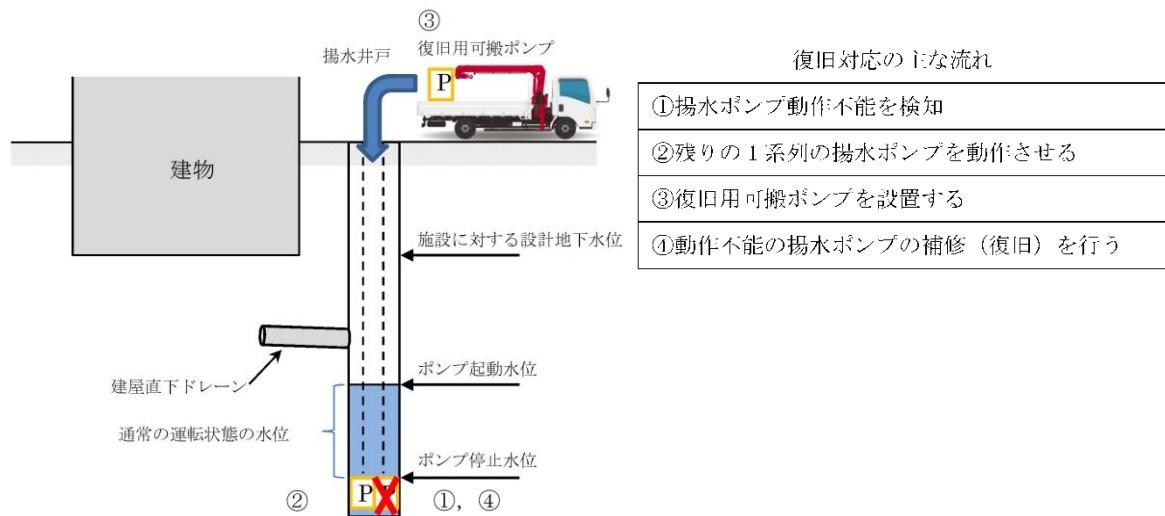 ③
復旧用可搬ポンプ
揚水井戸
P
建物
施設に対する設計地下水位
建屋直下ドレーン
ポンプ起動水位
通常の運転状態の水位
ポンプ停止水位
②
P
P
①，④
復旧対応の主な流れ
①揚水ポンプ動作不能を検知
②残りの1系列の揚水ポンプを動作させる
③復旧用可搬ポンプを設置する
④動作不能の揚水ポンプの補修（復旧）を行う